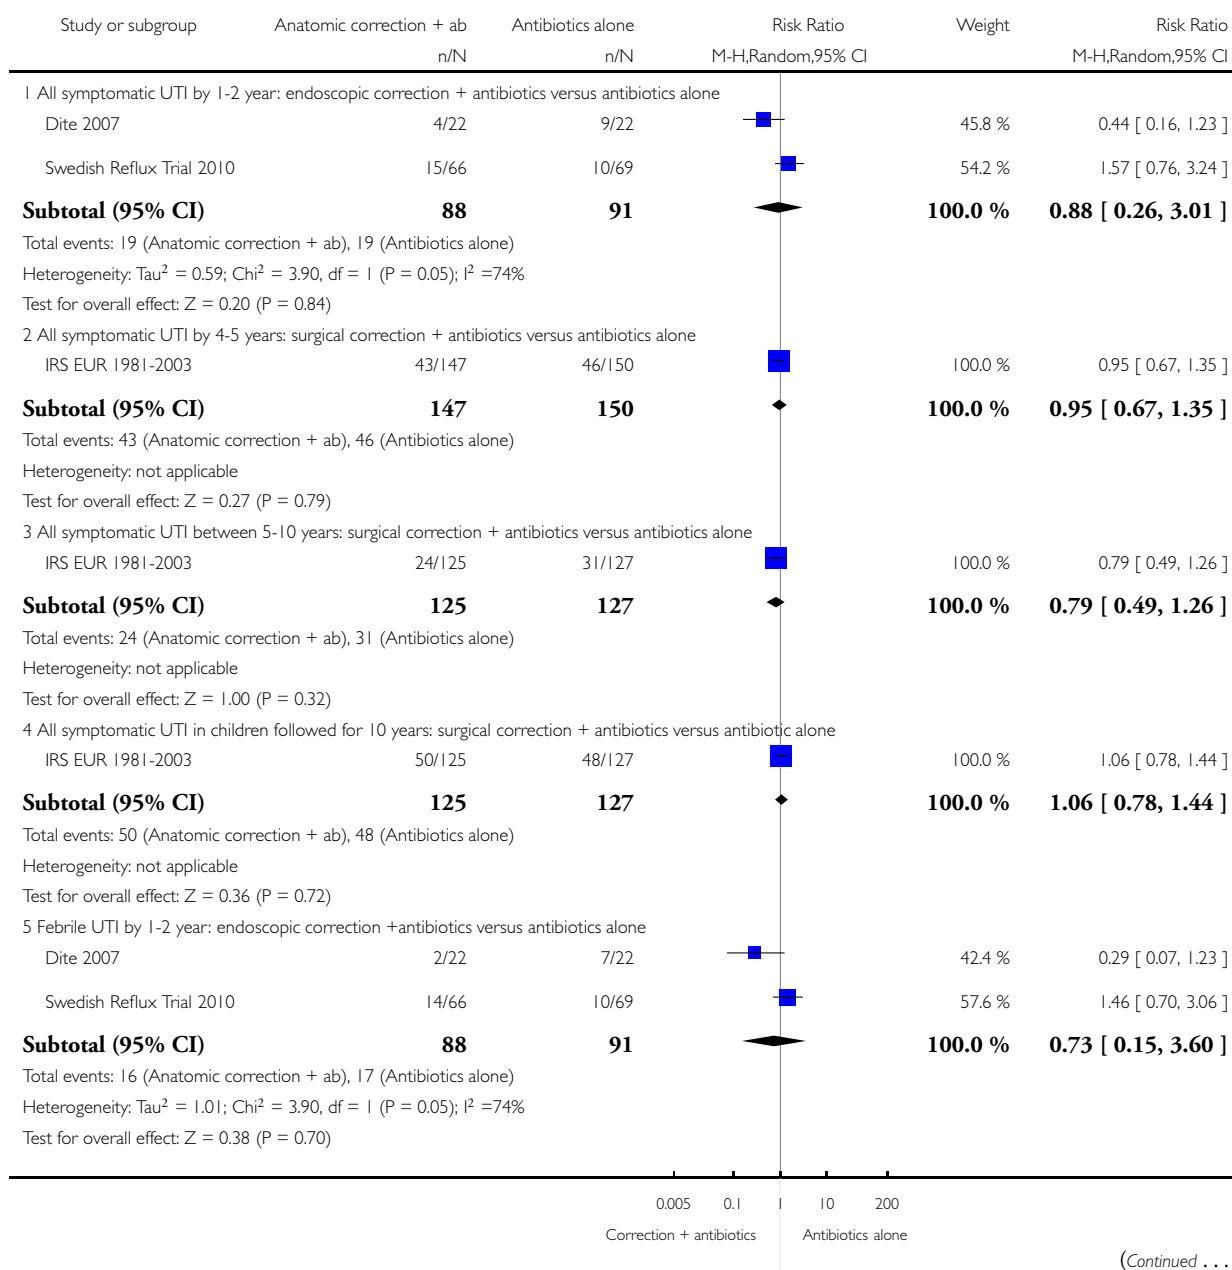 Study or subgroup Anatomic correction + ab Antibiotics alone Risk Ratio Weight Risk Ratio
n/N n/N M-H,Random,95% CI M-H,Random,95% CI
1 All symptomatic UTI by 1-2 year: endoscopic correction + antibiotics versus antibiotics alone
Dite 2007 4/22 9/22 45.8 % 0.44 [ 0.16, 1.23 ]
Swedish Reflux Trial 2010 15/66 10/69 54.2 % 1.57 [ 0.76, 3.24 ]
Subtotal (95% CI) 88 91 100.0 % 0.88 [ 0.26, 3.01 ]
Total events: 19 (Anatomic correction + ab), 19 (Antibiotics alone)
Heterogeneity: Tau² = 0.59; Chi² = 3.90, df = 1 (P = 0.05); I² =74%
Test for overall effect: Z = 0.20 (P = 0.84)
2 All symptomatic UTI by 4-5 years: surgical correction + antibiotics versus antibiotics alone
IRS EUR 1981-2003 43/147 46/150 100.0 % 0.95 [ 0.67, 1.35 ]
Subtotal (95% CI) 147 150 100.0 % 0.95 [ 0.67, 1.35 ]
Total events: 43 (Anatomic correction + ab), 46 (Antibiotics alone)
Heterogeneity: not applicable
Test for overall effect: Z = 0.27 (P = 0.79)
3 All symptomatic UTI between 5-10 years: surgical correction + antibiotics versus antibiotics alone
IRS EUR 1981-2003 24/125 31/127 100.0 % 0.79 [ 0.49, 1.26 ]
Subtotal (95% CI) 125 127 100.0 % 0.79 [ 0.49, 1.26 ]
Total events: 24 (Anatomic correction + ab), 31 (Antibiotics alone)
Heterogeneity: not applicable
Test for overall effect: Z = 1.00 (P = 0.32)
4 All symptomatic UTI in children followed for 10 years: surgical correction + antibiotics versus antibiotic alone
IRS EUR 1981-2003 50/125 48/127 100.0 % 1.06 [ 0.78, 1.44 ]
Subtotal (95% CI) 125 127 100.0 % 1.06 [ 0.78, 1.44 ]
Total events: 50 (Anatomic correction + ab), 48 (Antibiotics alone)
Heterogeneity: not applicable
Test for overall effect: Z = 0.36 (P = 0.72)
5 Febrile UTI by 1-2 year: endoscopic correction +antibiotics versus antibiotics alone
Dite 2007 2/22 7/22 42.4 % 0.29 [ 0.07, 1.23 ]
Swedish Reflux Trial 2010 14/66 10/69 57.6 % 1.46 [ 0.70, 3.06 ]
Subtotal (95% CI) 88 91 100.0 % 0.73 [ 0.15, 3.60 ]
Total events: 16 (Anatomic correction + ab), 17 (Antibiotics alone)
Heterogeneity: Tau² = 1.01; Chi² = 3.90, df = 1 (P = 0.05); I² =74%
Test for overall effect: Z = 0.38 (P = 0.70)
0.005 0.1 1 10 200
Correction + antibiotics Antibiotics alone
(Continued . . .